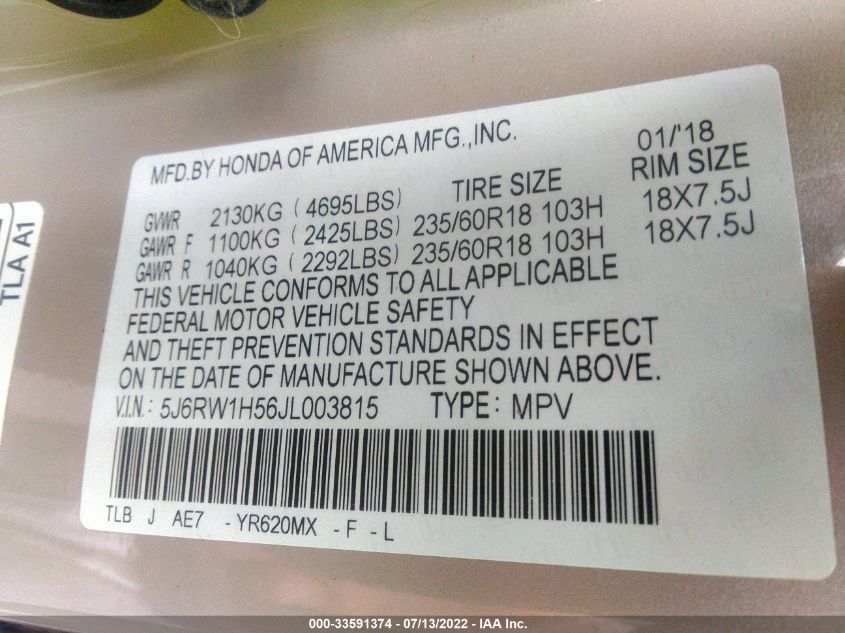 MFD.BY HONDA OF AMERICA MFG.,INC. 01/'18
TIRE SIZE RIM SIZE
GVWR 2130KG ( 4695LBS)
GAWR F 1100KG ( 2425LBS) 235/60R18 103H 18X7.5J
GAWR R 1040KG ( 2292LBS) 235/60R18 103H 18X7.5J
THIS VEHICLE CONFORMS TO ALL APPLICABLE
FEDERAL MOTOR VEHICLE SAFETY
AND THEFT PREVENTION STANDARDS IN EFFECT
ON THE DATE OF MANUFACTURE SHOWN ABOVE.
V.I.N.: 5J6RW1H56JL003815 TYPE: MPV
TLB J AE7 -YR620MX -F -L
TLA A1
000-33591374 - 07/13/2022 - IAA Inc.